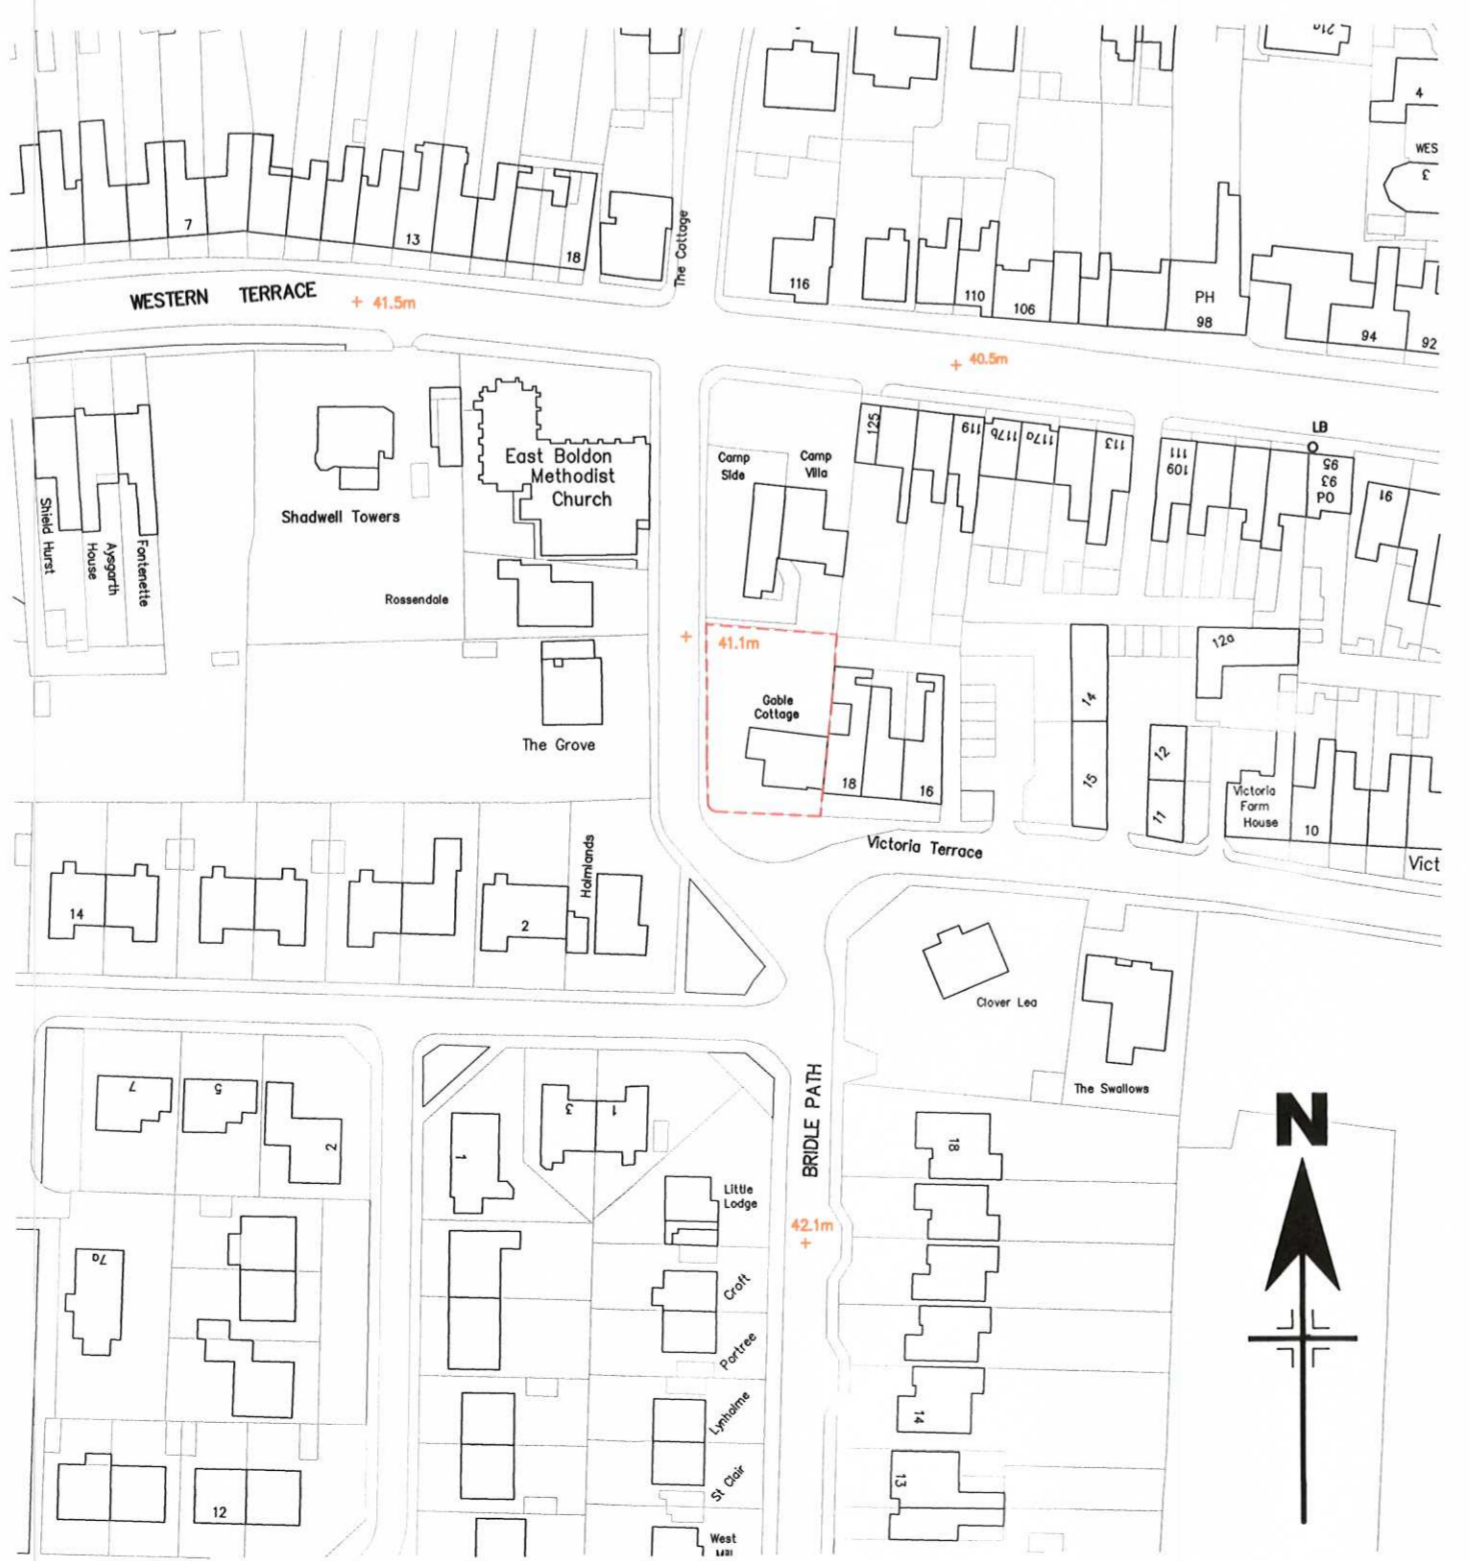 21a
4
WES
3
7
13
18
The Cottage
116
110
106
PH
98
94
92
WESTERN TERRACE
41.5m
40.5m
LB
125
119
117b
117a
113
111
109
95
93
PO
91
Camp
Side
Camp
Villa
East Boldon
Methodist
Church
Shadwell Towers
Shield Hurst
Aysgarth
House
Fontenette
Rossendale
41.1m
12a
Gable
Cottage
14
The Grove
18
16
15
12
11
Victoria
Farm
House
10
Victoria Terrace
Vict
Holmlands
14
2
Clover Lea
The Swallows
BRIDLE PATH
N
7
5
2
3
1
1
18
Little
Lodge
42.1m
7a
Croft
Portree
Lynholme
14
St Clair
13
12
West